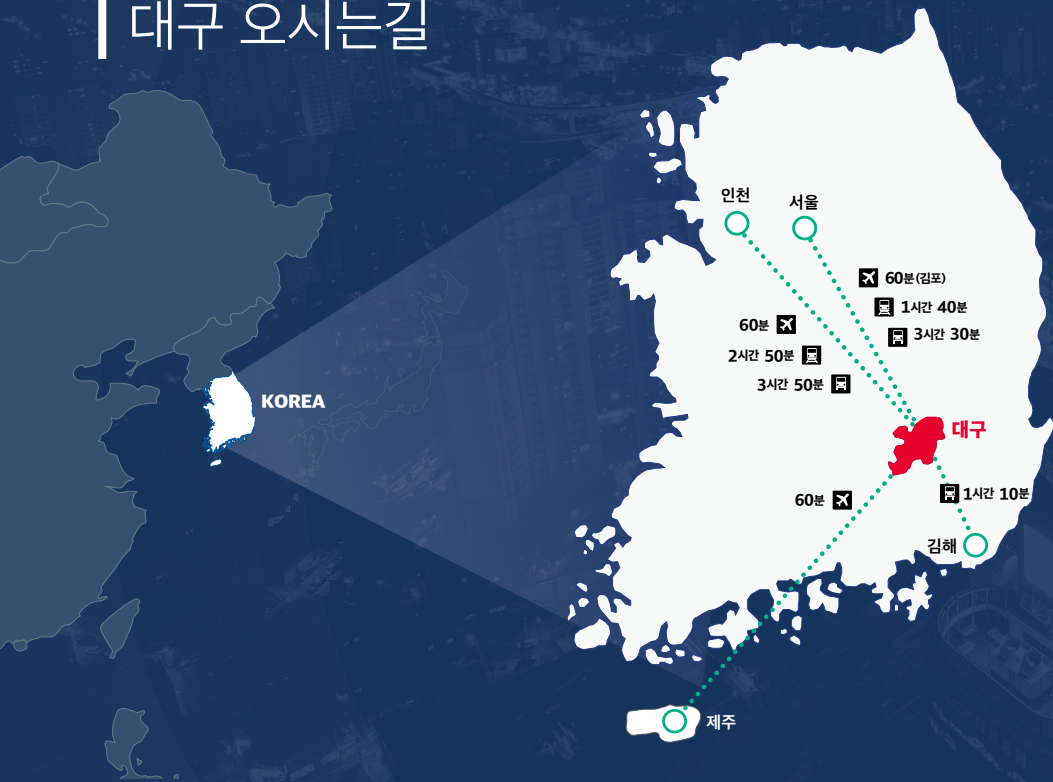 대구 오시는길
인천
서울
60분(김포)
1시간 40분
3시간 30분
60분
2시간 50분
3시간 50분
KOREA
대구
60분
1시간 10분
김해
제주